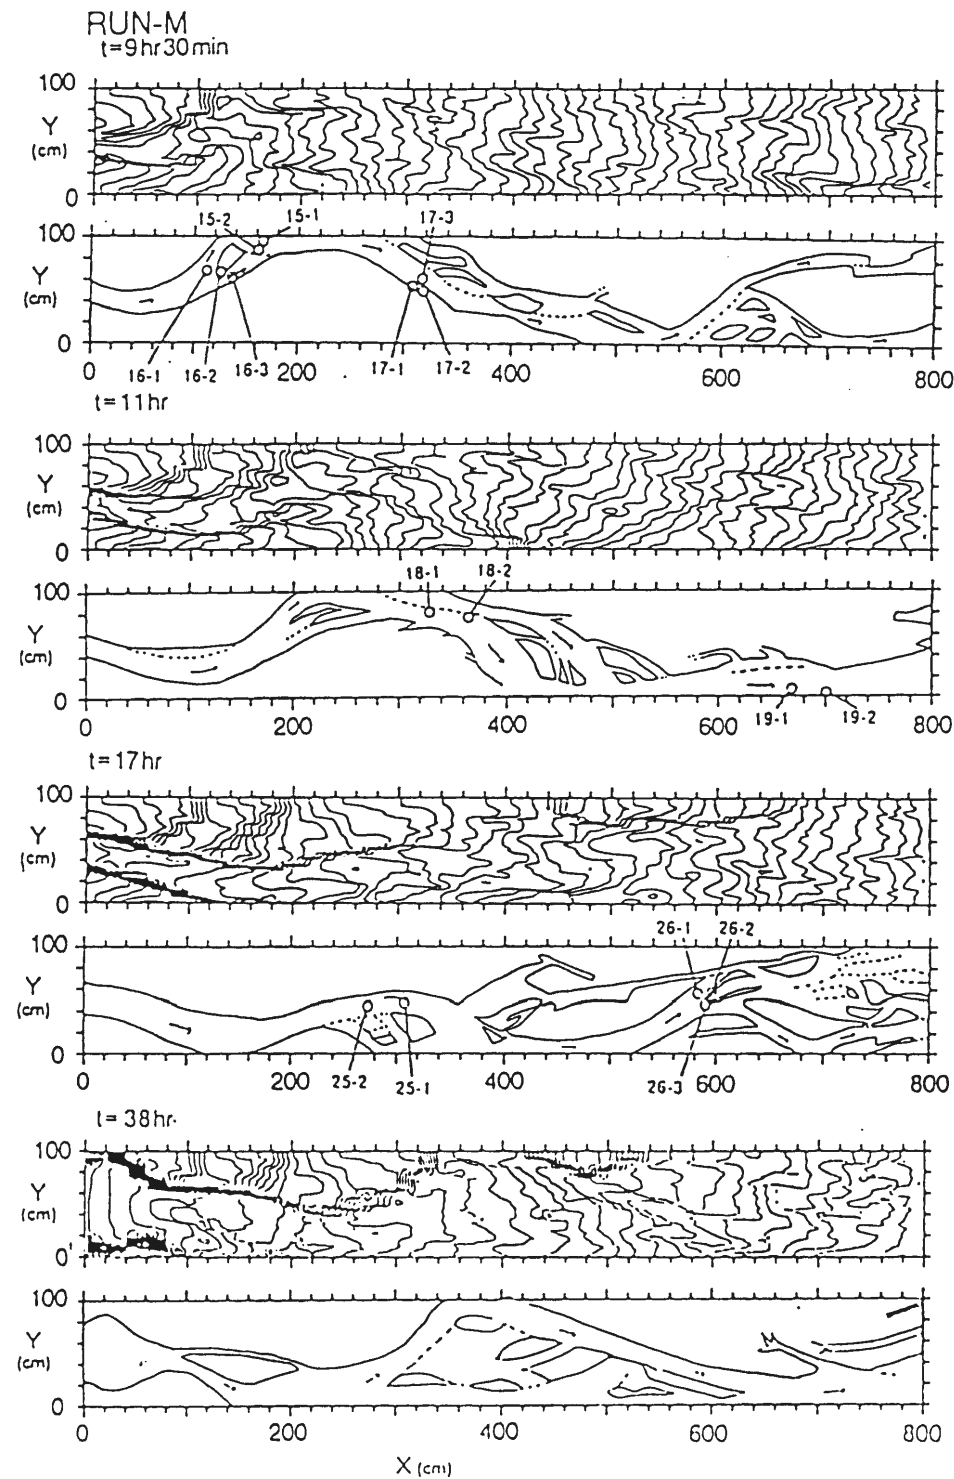 RUN-M
t=9hr30min
100
Y
(cm)
0
15-2 15-1 17-3
100
Y
(cm)
0
0 16-1 16-2 16-3 200 17-1 400 17-2 600 800
t=11hr
100
Y
(cm)
0
18-1 18-2
100
Y
(cm)
0
0 200 400 600 19-1 19-2 800
t=17hr
100
Y
(cm)
0
26-1 26-2
100
Y
(cm)
0
0 200 25-2 25-1 400 26-3 600 800
t=38hr.
100
Y
(cm)
0
100
Y
(cm)
0
0 200 400 600 800
X (cm)